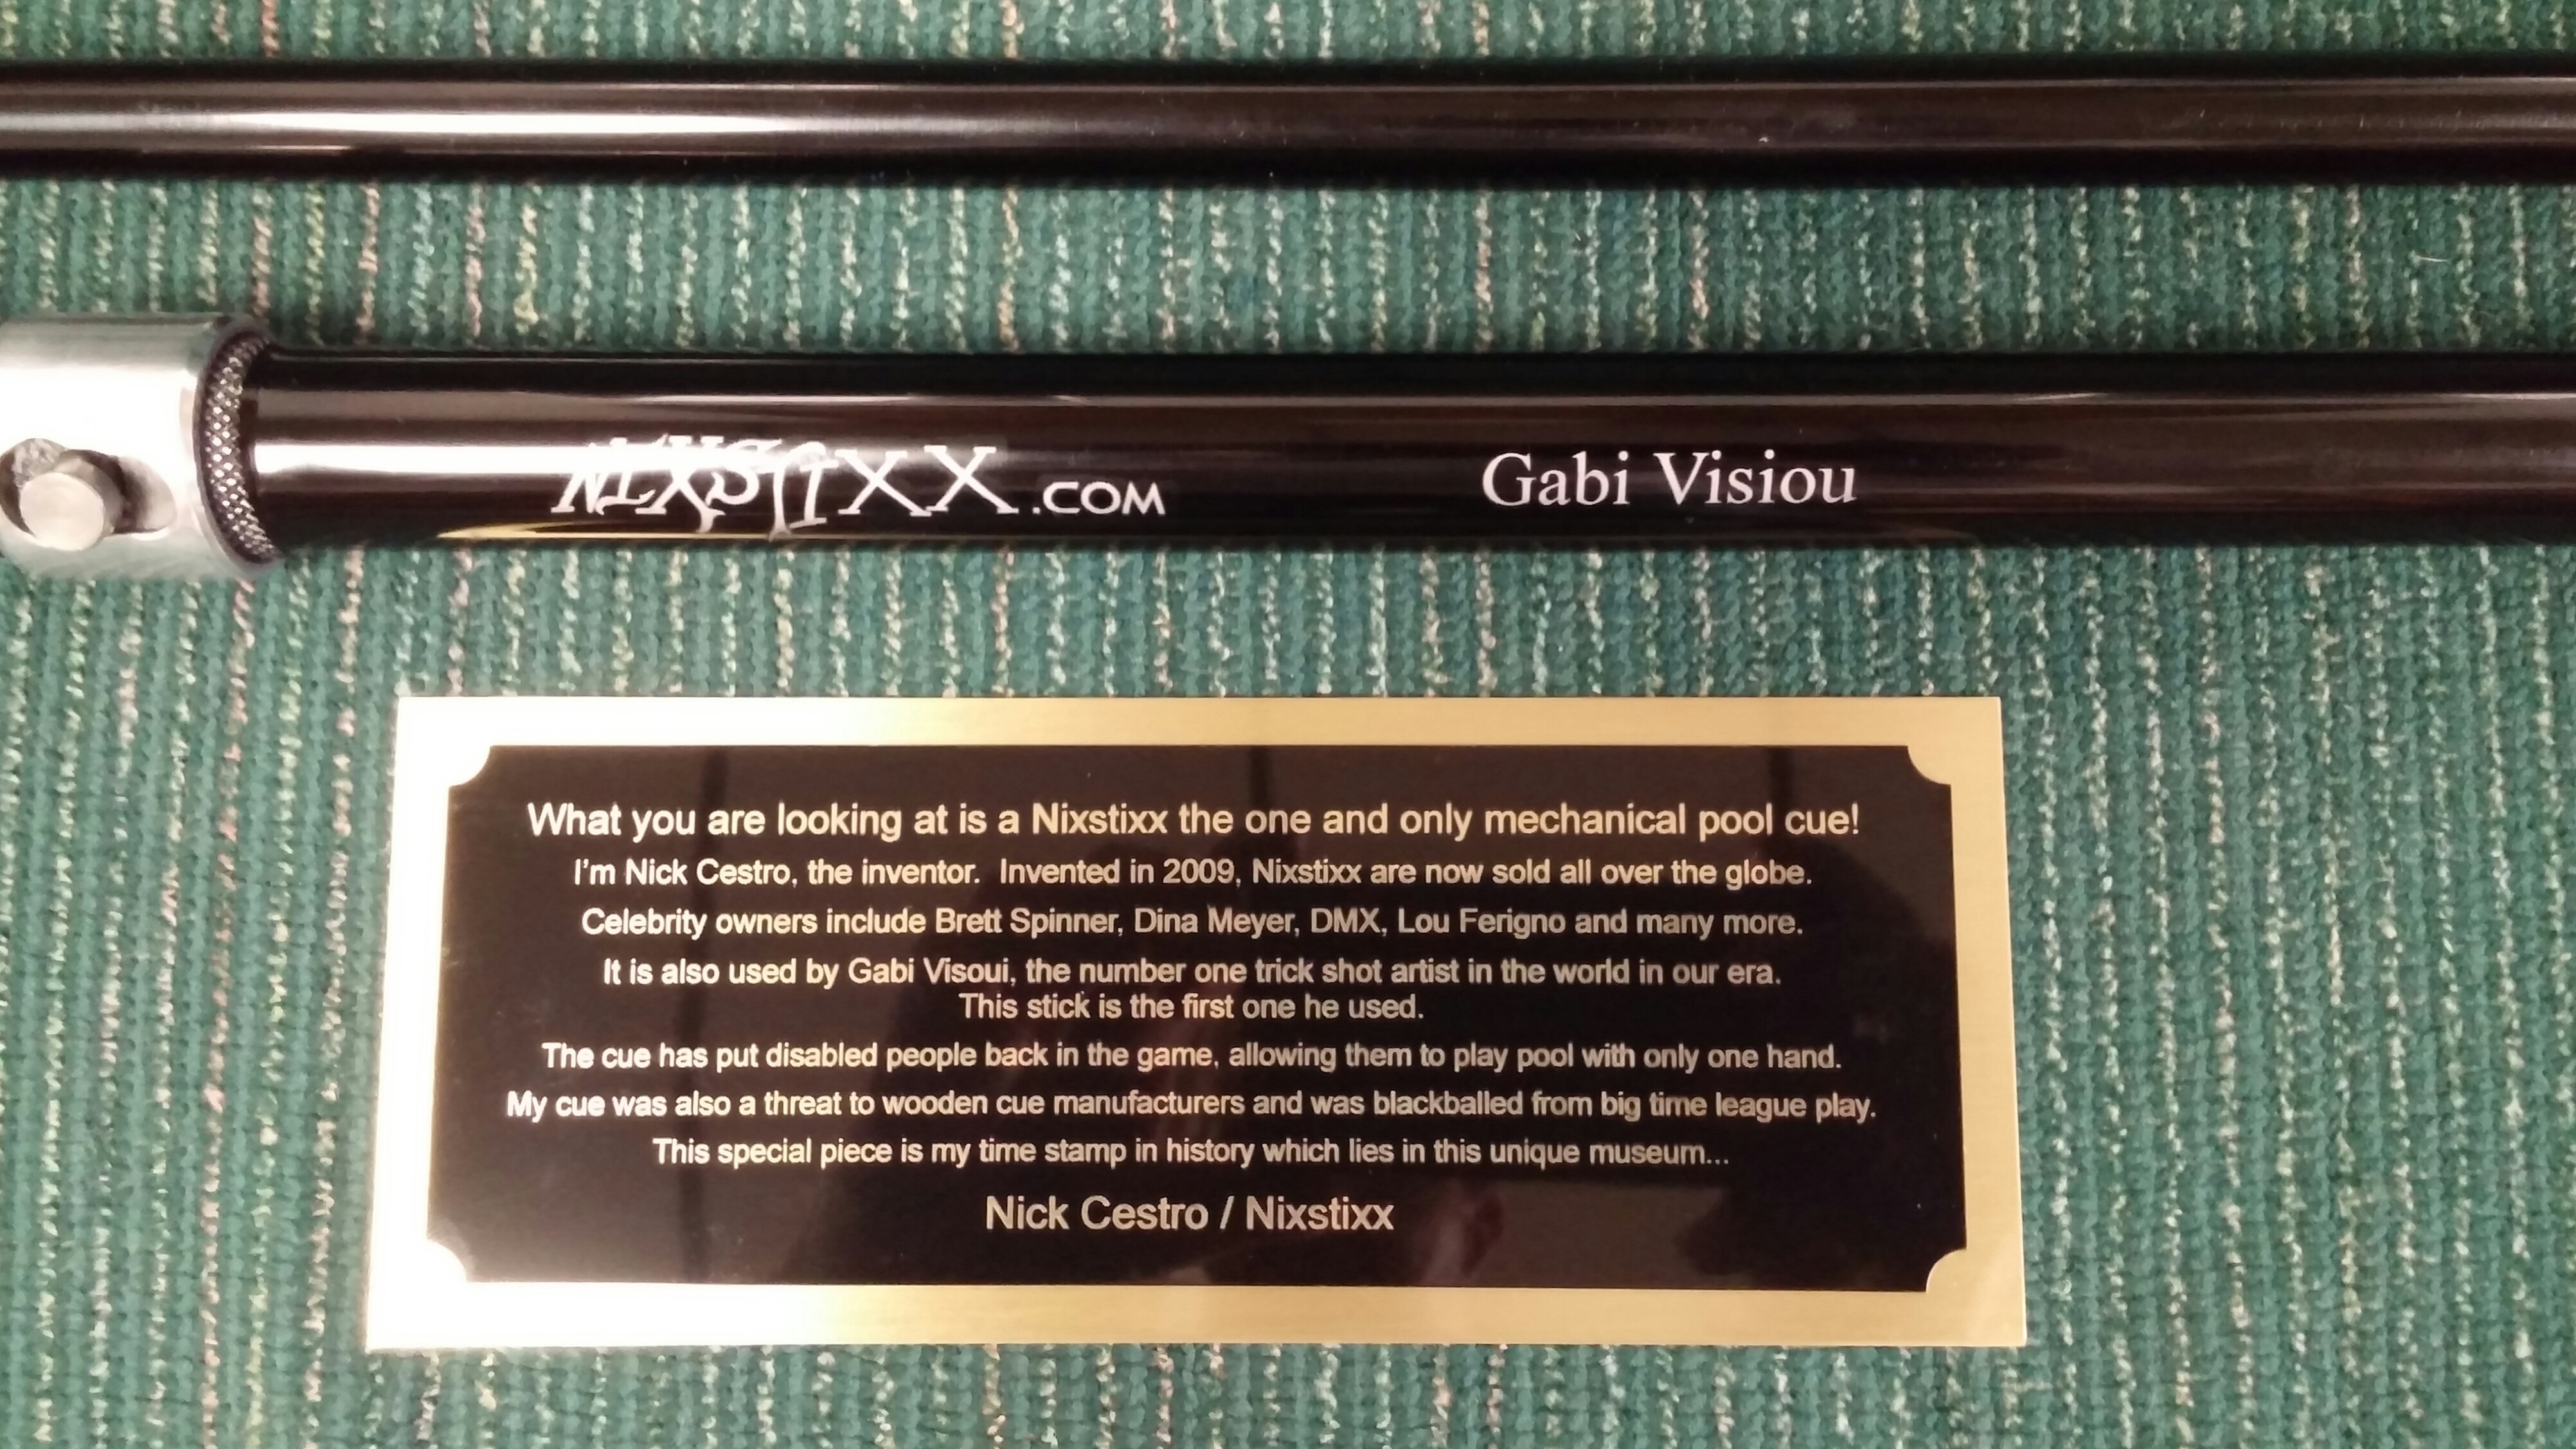 NIXSTIXX.COM
Gabi Visiou
What you are looking at is a Nixstixx the one and only mechanical pool cue!
I'm Nick Cestro, the inventor. Invented in 2009, Nixstixx are now sold all over the globe.
Celebrity owners include Brett Spinner, Dina Meyer, DMX, Lou Ferigno and many more.
It is also used by Gabi Visoui, the number one trick shot artist in the world in our era.
This stick is the first one he used.
The cue has put disabled people back in the game, allowing them to play pool with only one hand.
My cue was also a threat to wooden cue manufacturers and was blackballed from big time league play.
This special piece is my time stamp in history which lies in this unique museum...
Nick Cestro / Nixstixx